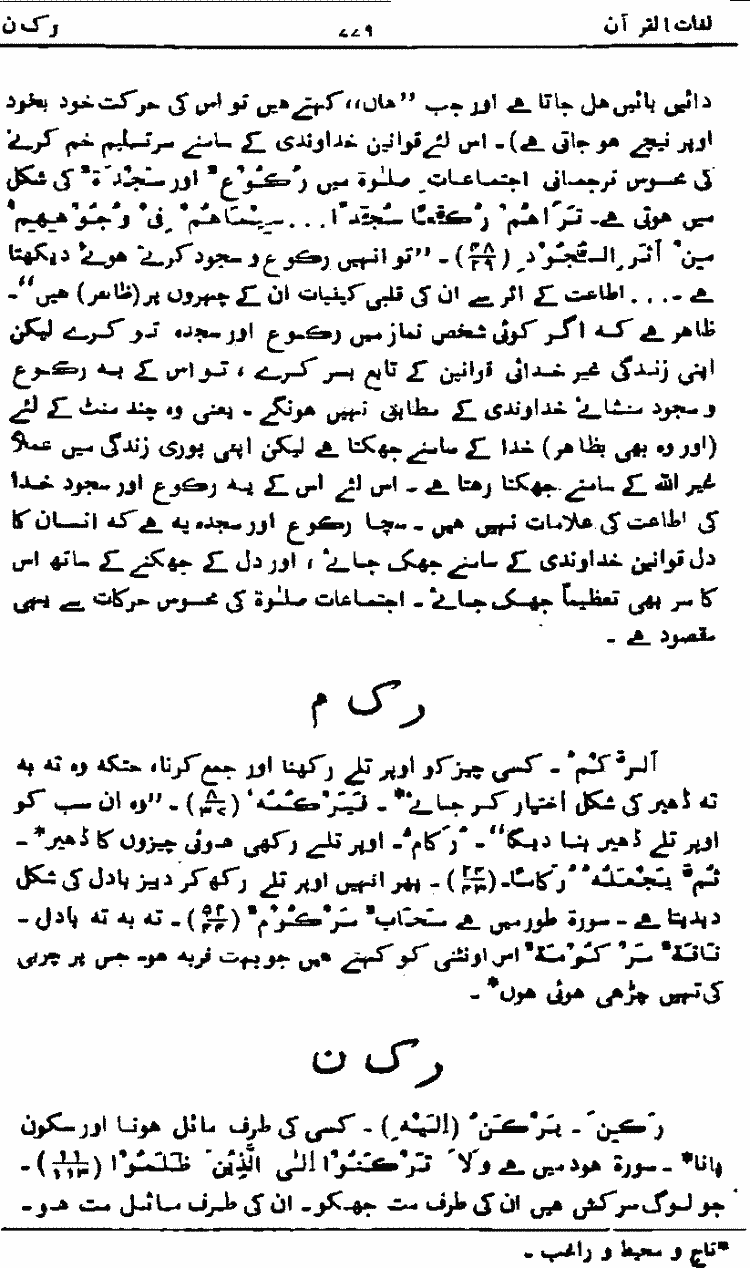 لغات القرآن ۷۷۹ ر ک ن
دائیں بائیں ہل جاتا ہے اور جب ”ہاں،، کہتے ہیں تو اس کی حرکت خود بخود
اوپر نیچے ہو جاتی ہے)۔ اس لئے قوانین خداوندی کے سامنے سرتسلیم خم کرنے
کی محسوس ترجمانی اجتماعاتِ صلوٰة میں رُکُوْعٌ اور سَجْدَةٌ کی شکل
میں ہوتی ہے۔ تَرَاهُمْ رُكَّعًا سُجَّدًا ... سِيْمَاهُمْ فِيْ وُجُوْهِهِمْ
مِنْ اَثَرِ السُّجُوْدِ (۴۸/۲۹)۔ ”تو انہیں رکوع و سجود کرتے ہوئے دیکھتا
ہے ۔... اطاعت کے اثر سے ان کی قلبی کیفیات ان کے چہروں پر (ظاہر) ہیں“۔
ظاہر ہے کہ اگر کوئی شخص نماز میں رکوع اور سجدہ تو کرے لیکن
اپنی زندگی غیر خدائی قوانین کے تابع بسر کرے ، تو اس کے یہ رکوع
و سجود منشائے خداوندی کے مطابق نہیں ہونگے ۔ یعنی وہ چند منٹ کے لئے
(اور وہ بھی بظاہر) خدا کے سامنے جھکتا ہے لیکن اپنی پوری زندگی میں عملاً
غیر اللہ کے سامنے جھکتا رہتا ہے ۔ اس لئے اس کے یہ رکوع اور سجود خدا
کی اطاعت کی علامات نہیں ہیں ۔ سچا رکوع اور سجدہ یہ ہے کہ انسان کا
دل قوانین خداوندی کے سامنے جھک جائے ، اور دل کے جھکنے کے ساتھ اس
کا سر بھی تعظیماً جھک جائے ۔ اجتماعات صلوٰة کی محسوس حرکات سے یہی
مقصود ہے ۔
ر ک م
اَلرَّكْمُ ۔ کسی چیز کو اوپر تلے رکھنا اور جمع کرنا، حتکہ وہ تہ بہ
تہ ڈھیر کی شکل اختیار کر جائے*۔ فَيَرْكُمَهُ (۸/۳۷)۔ ”وہ ان سب کو
اوپر تلے ڈھیر بنا دیگا“۔ رُكَامٌ۔ اوپر تلے رکھی ہوئی چیزوں کا ڈھیر*۔
ثُمَّ يَجْعَلُهُ رُكَامًا۔ (۲۴/۴۳)۔ پھر انہیں اوپر تلے رکھ کر دبیز بادل کی شکل
دیدیتا ہے ۔ سورة طور میں ہے سَحَابٌ مَرْكُوْمٌ (۵۲/۴۴)۔ تہ بہ تہ بادل ۔
نَاقَةٌ مَرْكُوْمَةٌ اس اونٹنی کو کہتے ہیں جو بہت فربہ ہو۔ جس پر چربی
کی تہیں چڑھی ہوئی ہوں* ۔
ر ک ن
رَكِنَ ۔ يَرْكَنُ (اِلَيْهِ) ۔ کسی کی طرف مائل ہونا اور سکون
پانا* ۔ سورة ہود میں ہے وَلَا تَرْكَنُوْا اِلَى الَّذِيْنَ ظَلَمُوْا (۱۱/۱۱۳) ۔
جو لوگ سرکش ہیں ان کی طرف مت جھکو۔ ان کی طرف مائل مت ہو ۔
*تاج و محیط و راغب ۔